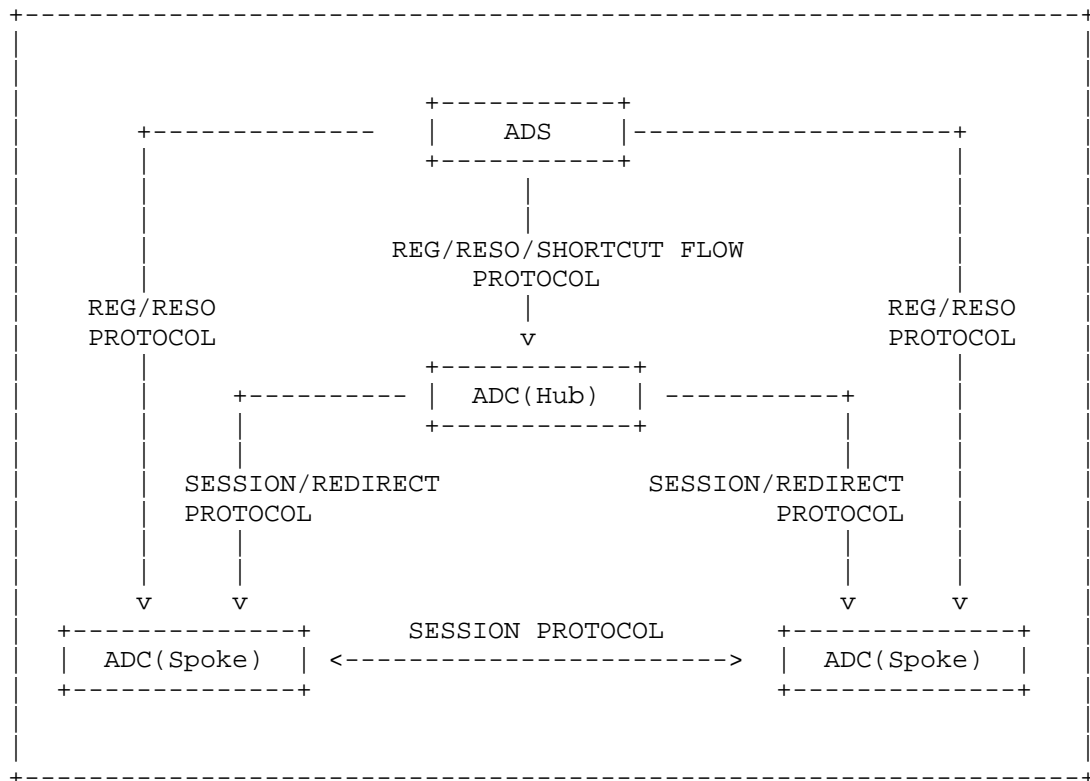 ADS
REG/RESO/SHORTCUT FLOW
PROTOCOL
REG/RESO
PROTOCOL
REG/RESO
PROTOCOL
v
ADC(Hub)
SESSION/REDIRECT
PROTOCOL
SESSION/REDIRECT
PROTOCOL
v v v v
SESSION PROTOCOL
ADC(Spoke)
ADC(Spoke)